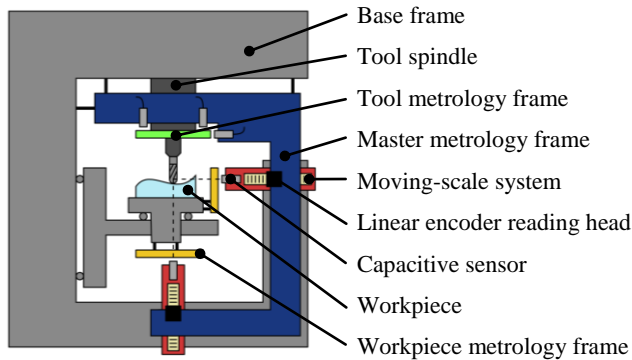 Base frame
Tool spindle
Tool metrology frame
Master metrology frame
Moving-scale system
Linear encoder reading head
Capacitive sensor
Workpiece
Workpiece metrology frame